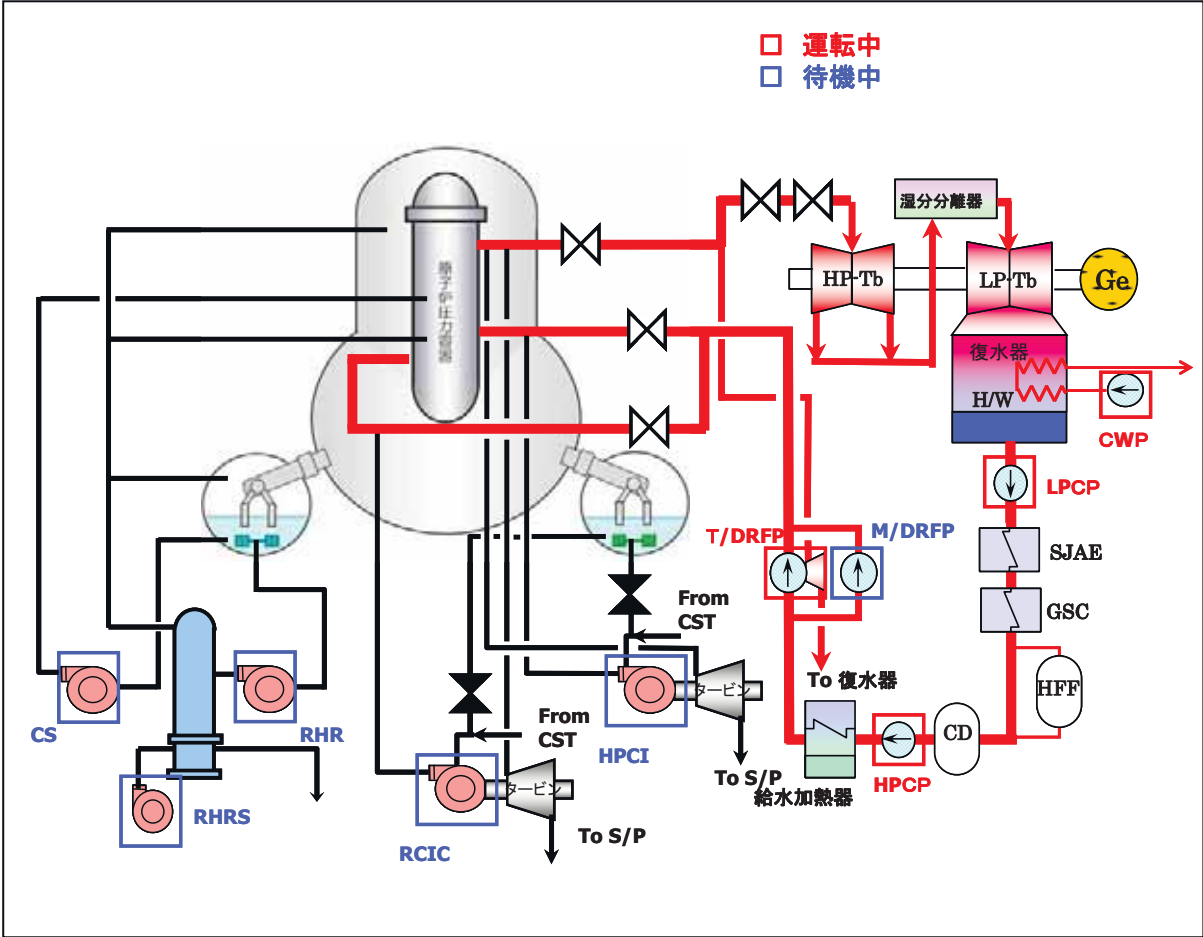 運転中
待機中
湿分分離器
原子炉圧力容器
HP-Tb
LP-Tb
Ge
復水器
H/W
CWP
LPCP
T/DRFP
M/DRFP
SJAE
From
CST
GSC
To 復水器
タービン
HFF
CS
RHR
From
CST
HPCI
CD
To S/P
HPCP
給水加熱器
タービン
RHRS
To S/P
RCIC